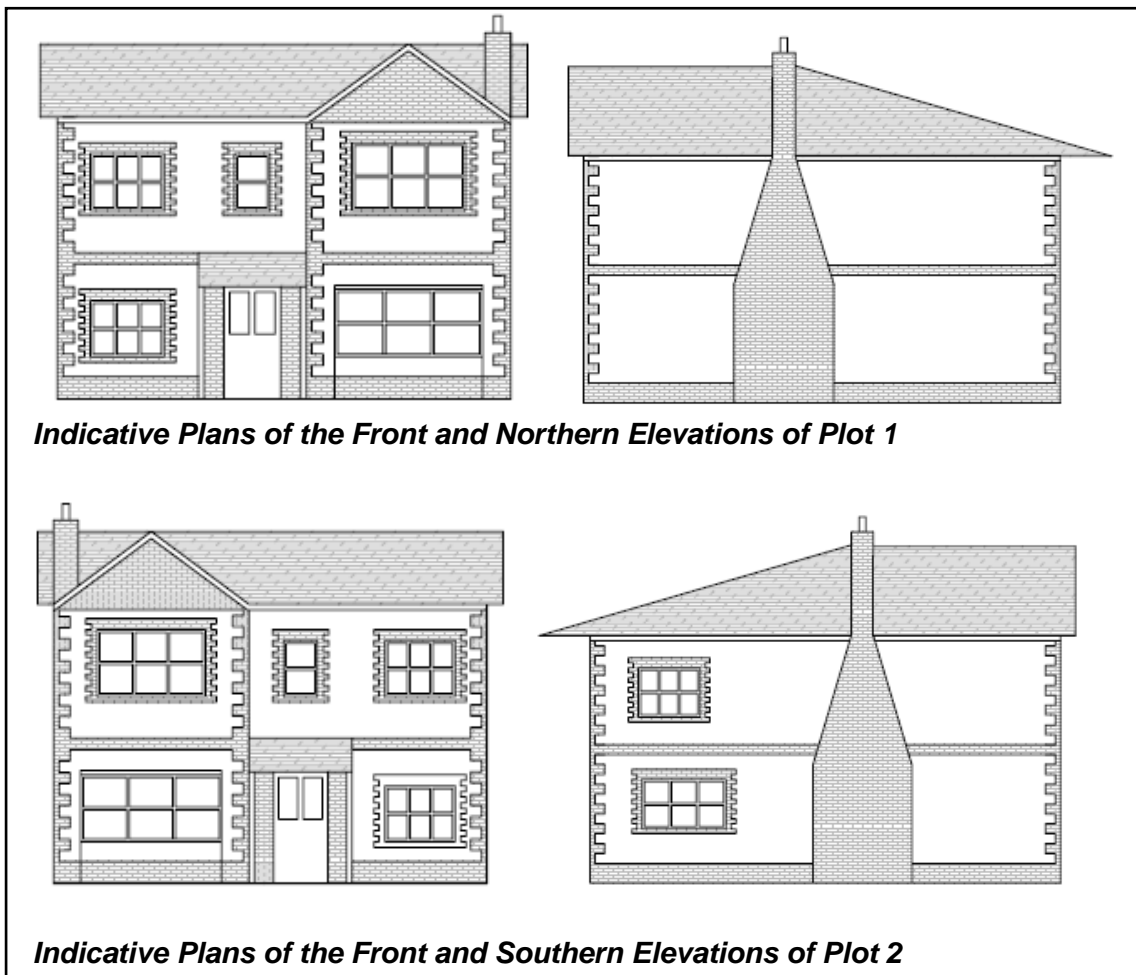 Indicative Plans of the Front and Northern Elevations of Plot 1
Indicative Plans of the Front and Southern Elevations of Plot 2